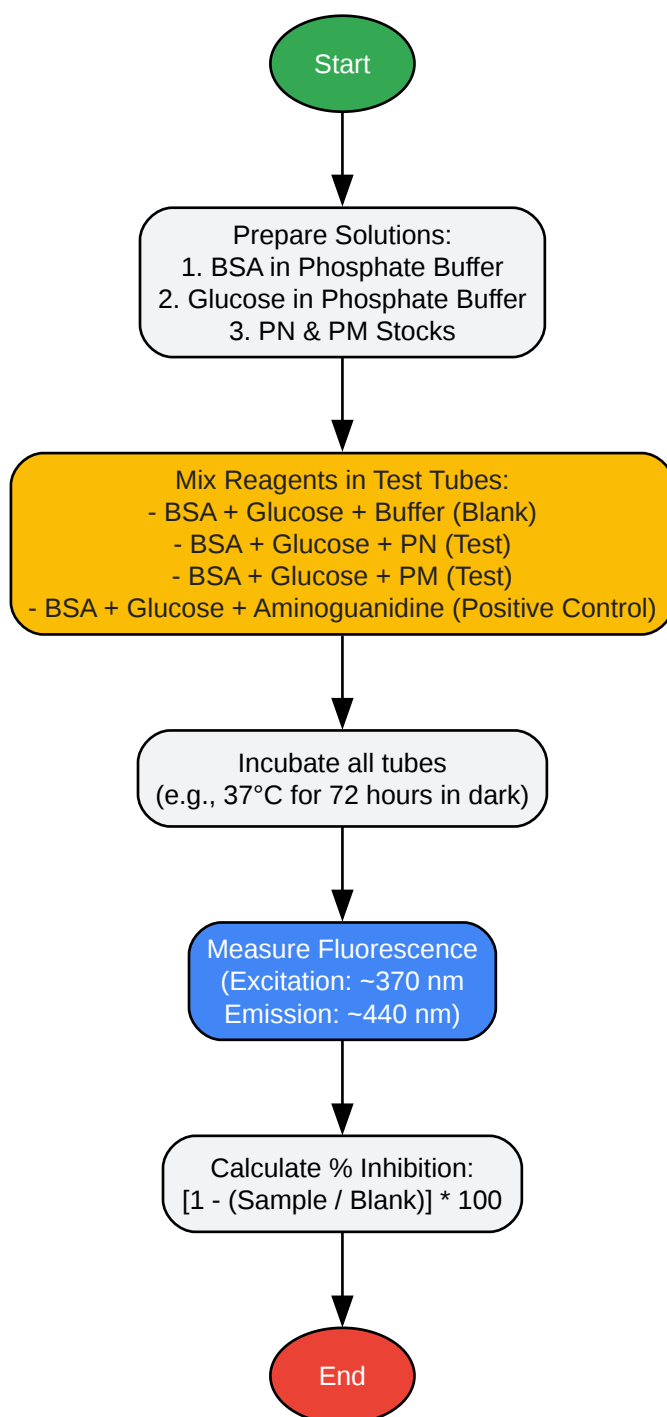 Start
Prepare Solutions:
1. BSA in Phosphate Buffer
2. Glucose in Phosphate Buffer
3. PN & PM Stocks
Mix Reagents in Test Tubes:
- BSA + Glucose + Buffer (Blank)
- BSA + Glucose + PN (Test)
- BSA + Glucose + PM (Test)
- BSA + Glucose + Aminoguanidine (Positive Control)
Incubate all tubes
(e.g., 37°C for 72 hours in dark)
Measure Fluorescence
(Excitation: ~370 nm
Emission: ~440 nm)
Calculate % Inhibition:
[1 - (Sample / Blank)] * 100
End